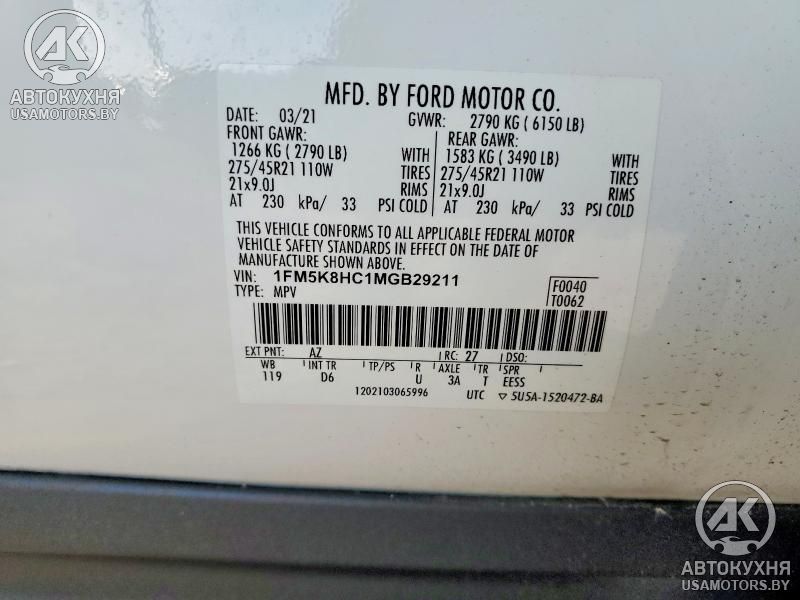 AK
АВТОКУХНЯ
USAMOTORS.BY
MFD. BY FORD MOTOR CO.
DATE: 03/21 GVWR: 2790 KG ( 6150 LB)
FRONT GAWR: REAR GAWR:
1266 KG ( 2790 LB) WITH 1583 KG ( 3490 LB) WITH
275/45R21 110W TIRES 275/45R21 110W TIRES
21x9.0J RIMS 21x9.0J RIMS
AT 230 kPa/ 33 PSI COLD AT 230 kPa/ 33 PSI COLD
THIS VEHICLE CONFORMS TO ALL APPLICABLE FEDERAL MOTOR
VEHICLE SAFETY STANDARDS IN EFFECT ON THE DATE OF
MANUFACTURE SHOWN ABOVE.
VIN: 1FM5K8HC1MGB29211 F0040
TYPE: MPV T0062
EXT PNT: AZ RC: 27 DSO:
WB INT TR TP/PS R AXLE TR SPR
119 D6 U 3A T EESS
1202103065996 UTC ▽ 5U5A-1520472-BA
AK
АВТОКУХНЯ
USAMOTORS.BY